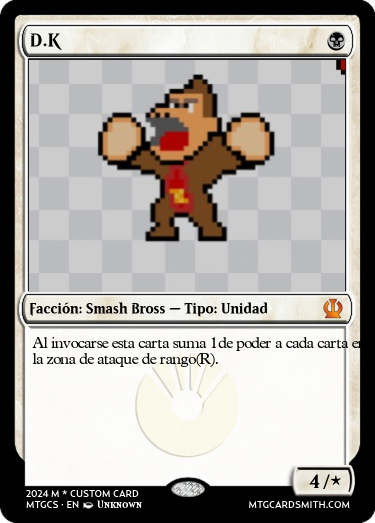 D.K
M
Facción: Smash Bross — Tipo: Unidad
Al invocarse esta carta suma 1de poder a cada carta en
la zona de ataque de rango(R).
4/*
2024 M * CUSTOM CARD
MTGCS · EN Unknown
MTGCARDSMITH.COM